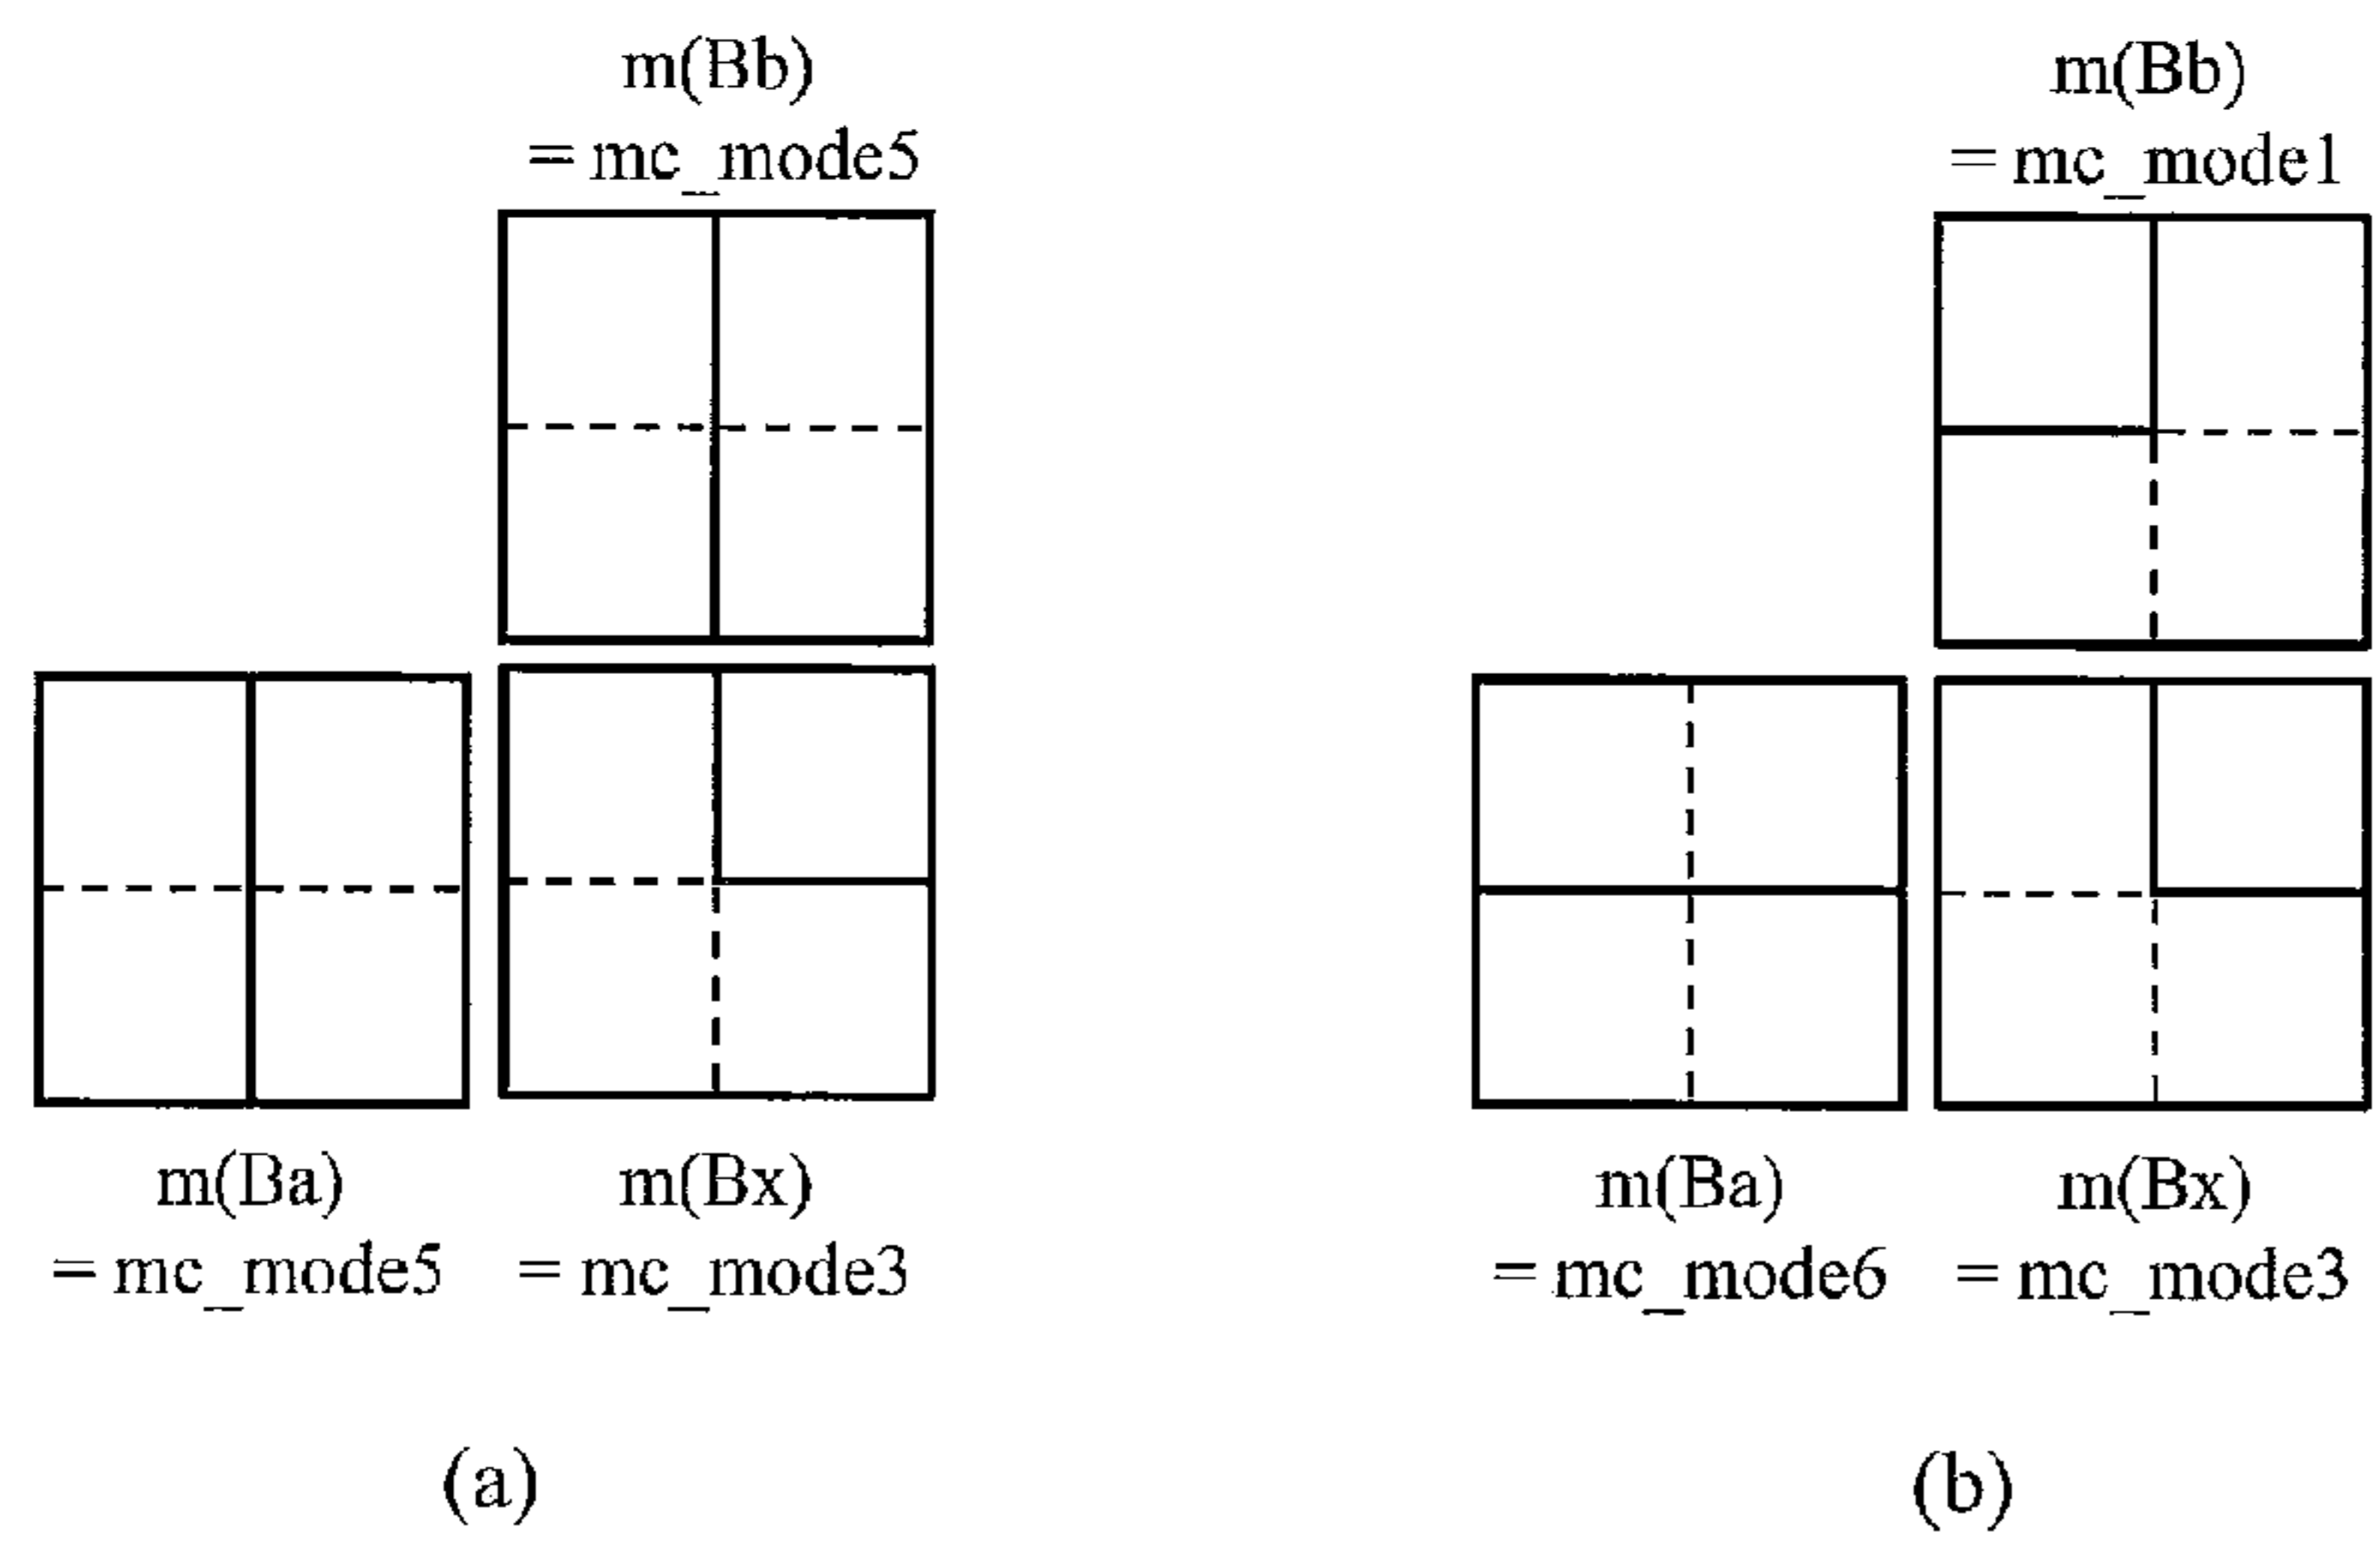 m(Bb)
= mc_mode5
m(Ba)
= mc_mode5
m(Bx)
= mc_mode3
(a)
m(Bb)
= mc_mode1
m(Ba)
= mc_mode6
m(Bx)
= mc_mode3
(b)